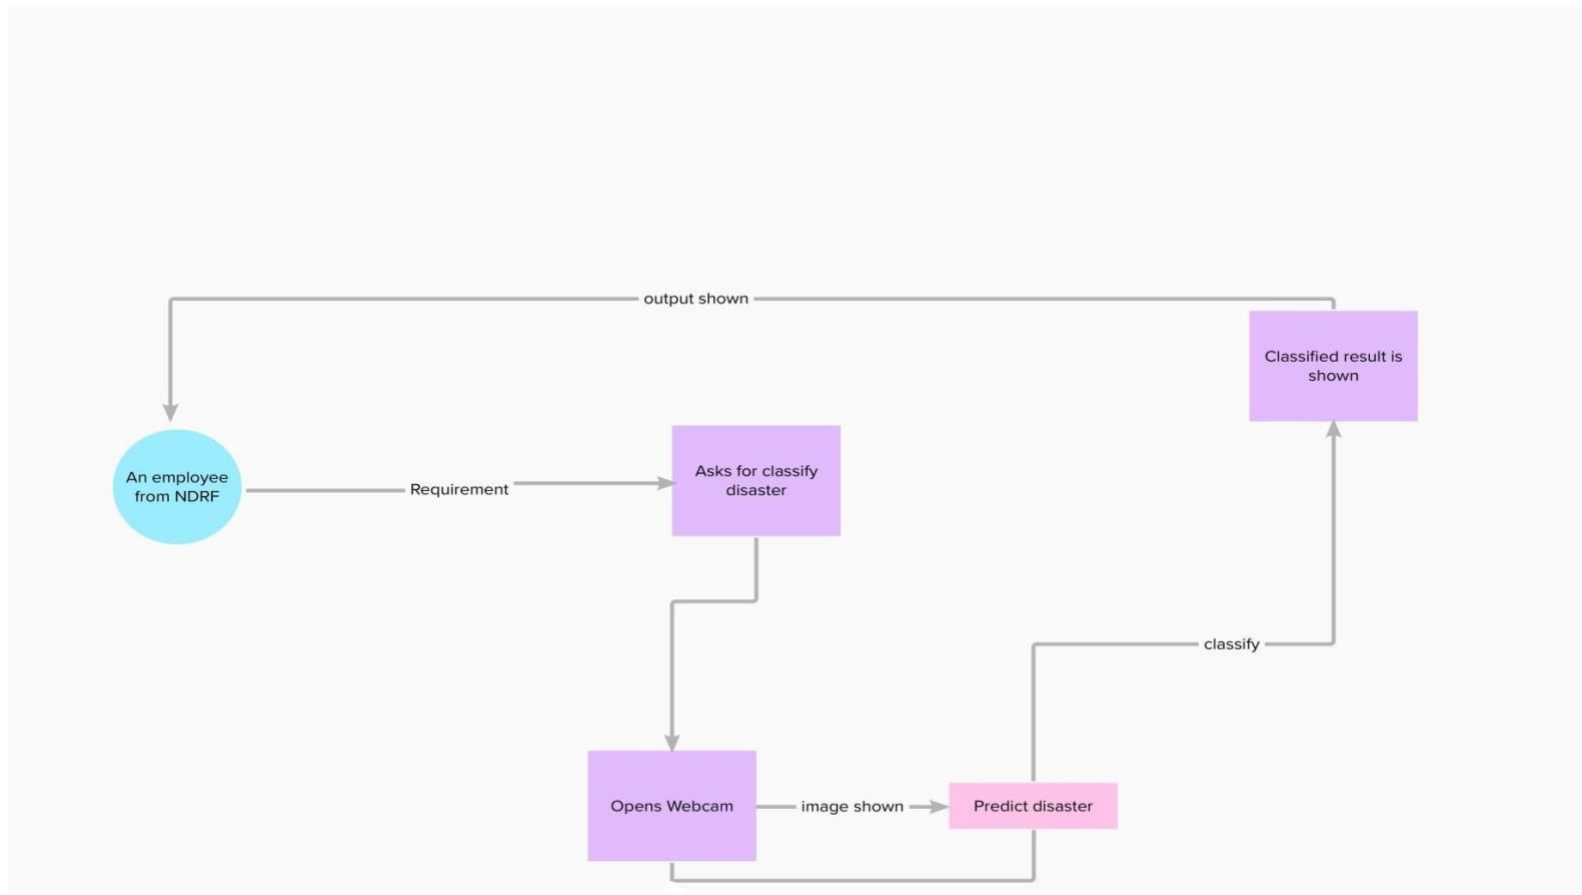 output shown
Classified result is
shown
An employee
from NDRF
Requirement
Asks for classify
disaster
classify
Opens Webcam
image shown
Predict disaster